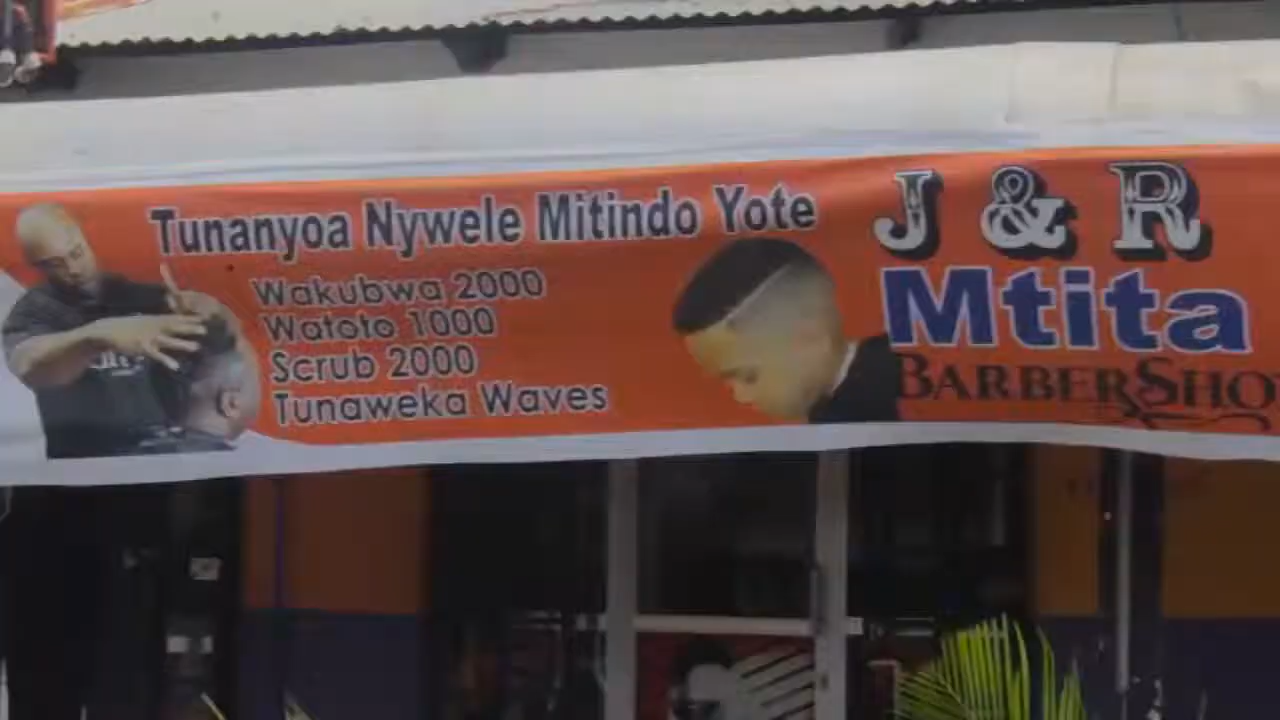 Tunanyoa Nywele Mitindo Yote
Wakubwa 2000
Watoto 1000
Scrub 2000
Tunaweka Waves
J & R
Mtita
BARBERSHO